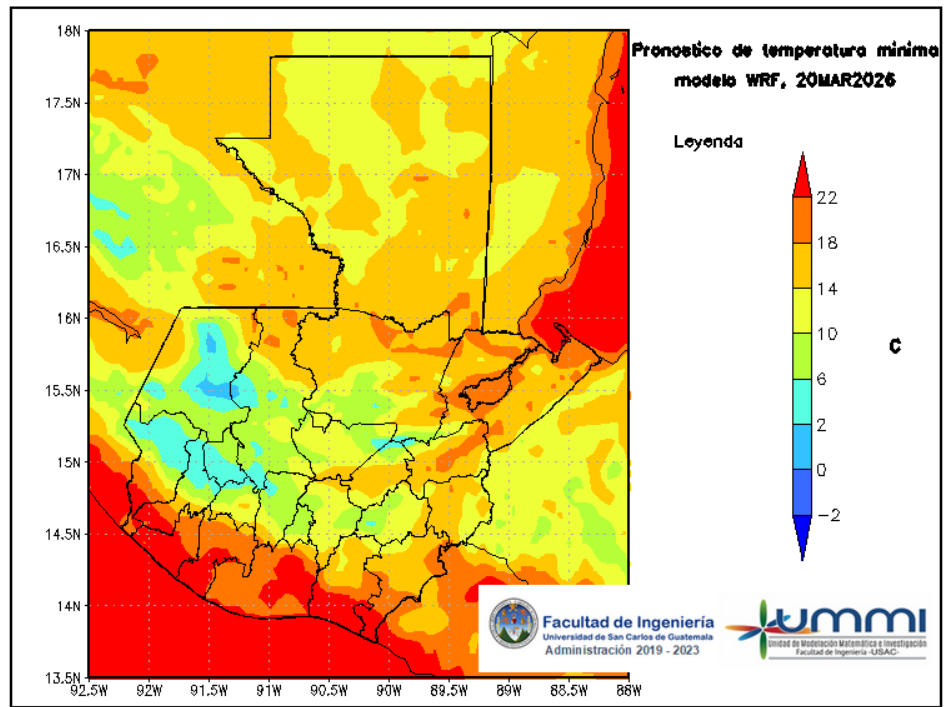 Pronostico de temperatura minima
modelo WRF, 20MAR2026
Leyenda
22
18
14
10
6
2
0
−2
C
18N
17.5N
17N
16.5N
16N
15.5N
15N
14.5N
14N
13.5N
92.5W
92W
91.5W
91W
90.5W
90W
89.5W
89W
88.5W
88W
Facultad de Ingeniería
Universidad de San Carlos de Guatemala
Administración 2019 - 2023
ummi
Unidad de Modelación Matemática e Investigación
Facultad de Ingeniería -USAC-